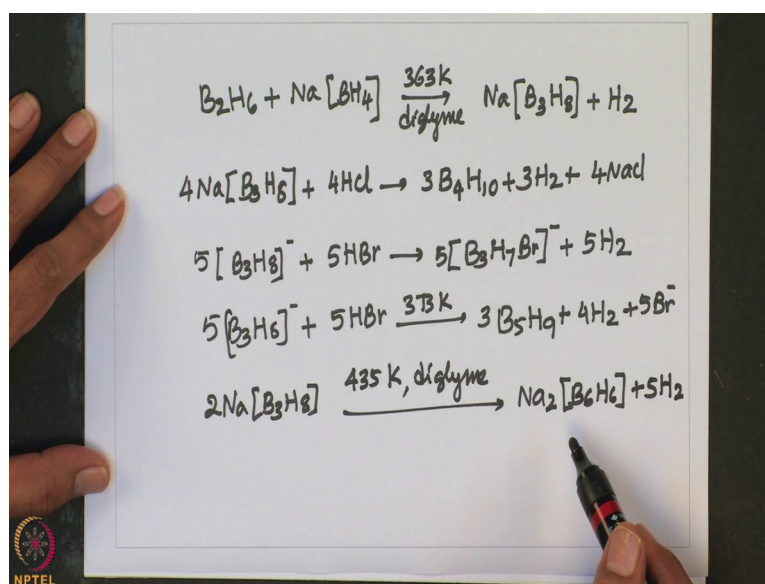 B2H6 + Na[BH4] 363K diglyme → Na[B3H8] + H2
4Na[B3H8] + 4HCl → 3B4H10 + 3H2 + 4NaCl
5[B3H8]⁻ + 5HBr → 5[B3H7Br]⁻ + 5H2
5[B3H6]⁻ + 5HBr 373K → 3B5H9 + 4H2 + 5Br⁻
2Na[B3H8] 435 K, diglyme → Na2[B6H6] + 5H2
NPTEL